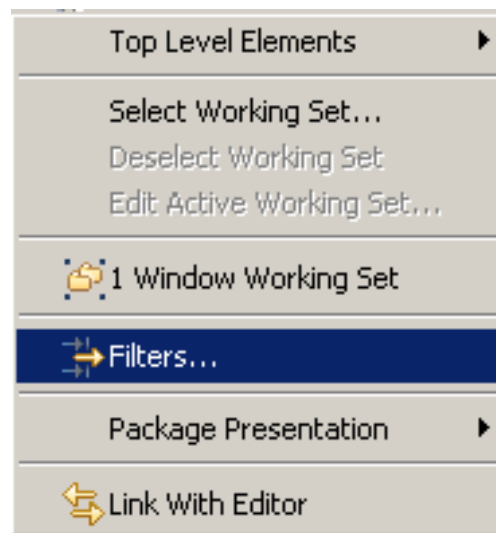 Top Level Elements
Select Working Set...
Deselect Working Set
Edit Active Working Set...
1 Window Working Set
Filters...
Package Presentation
Link With Editor